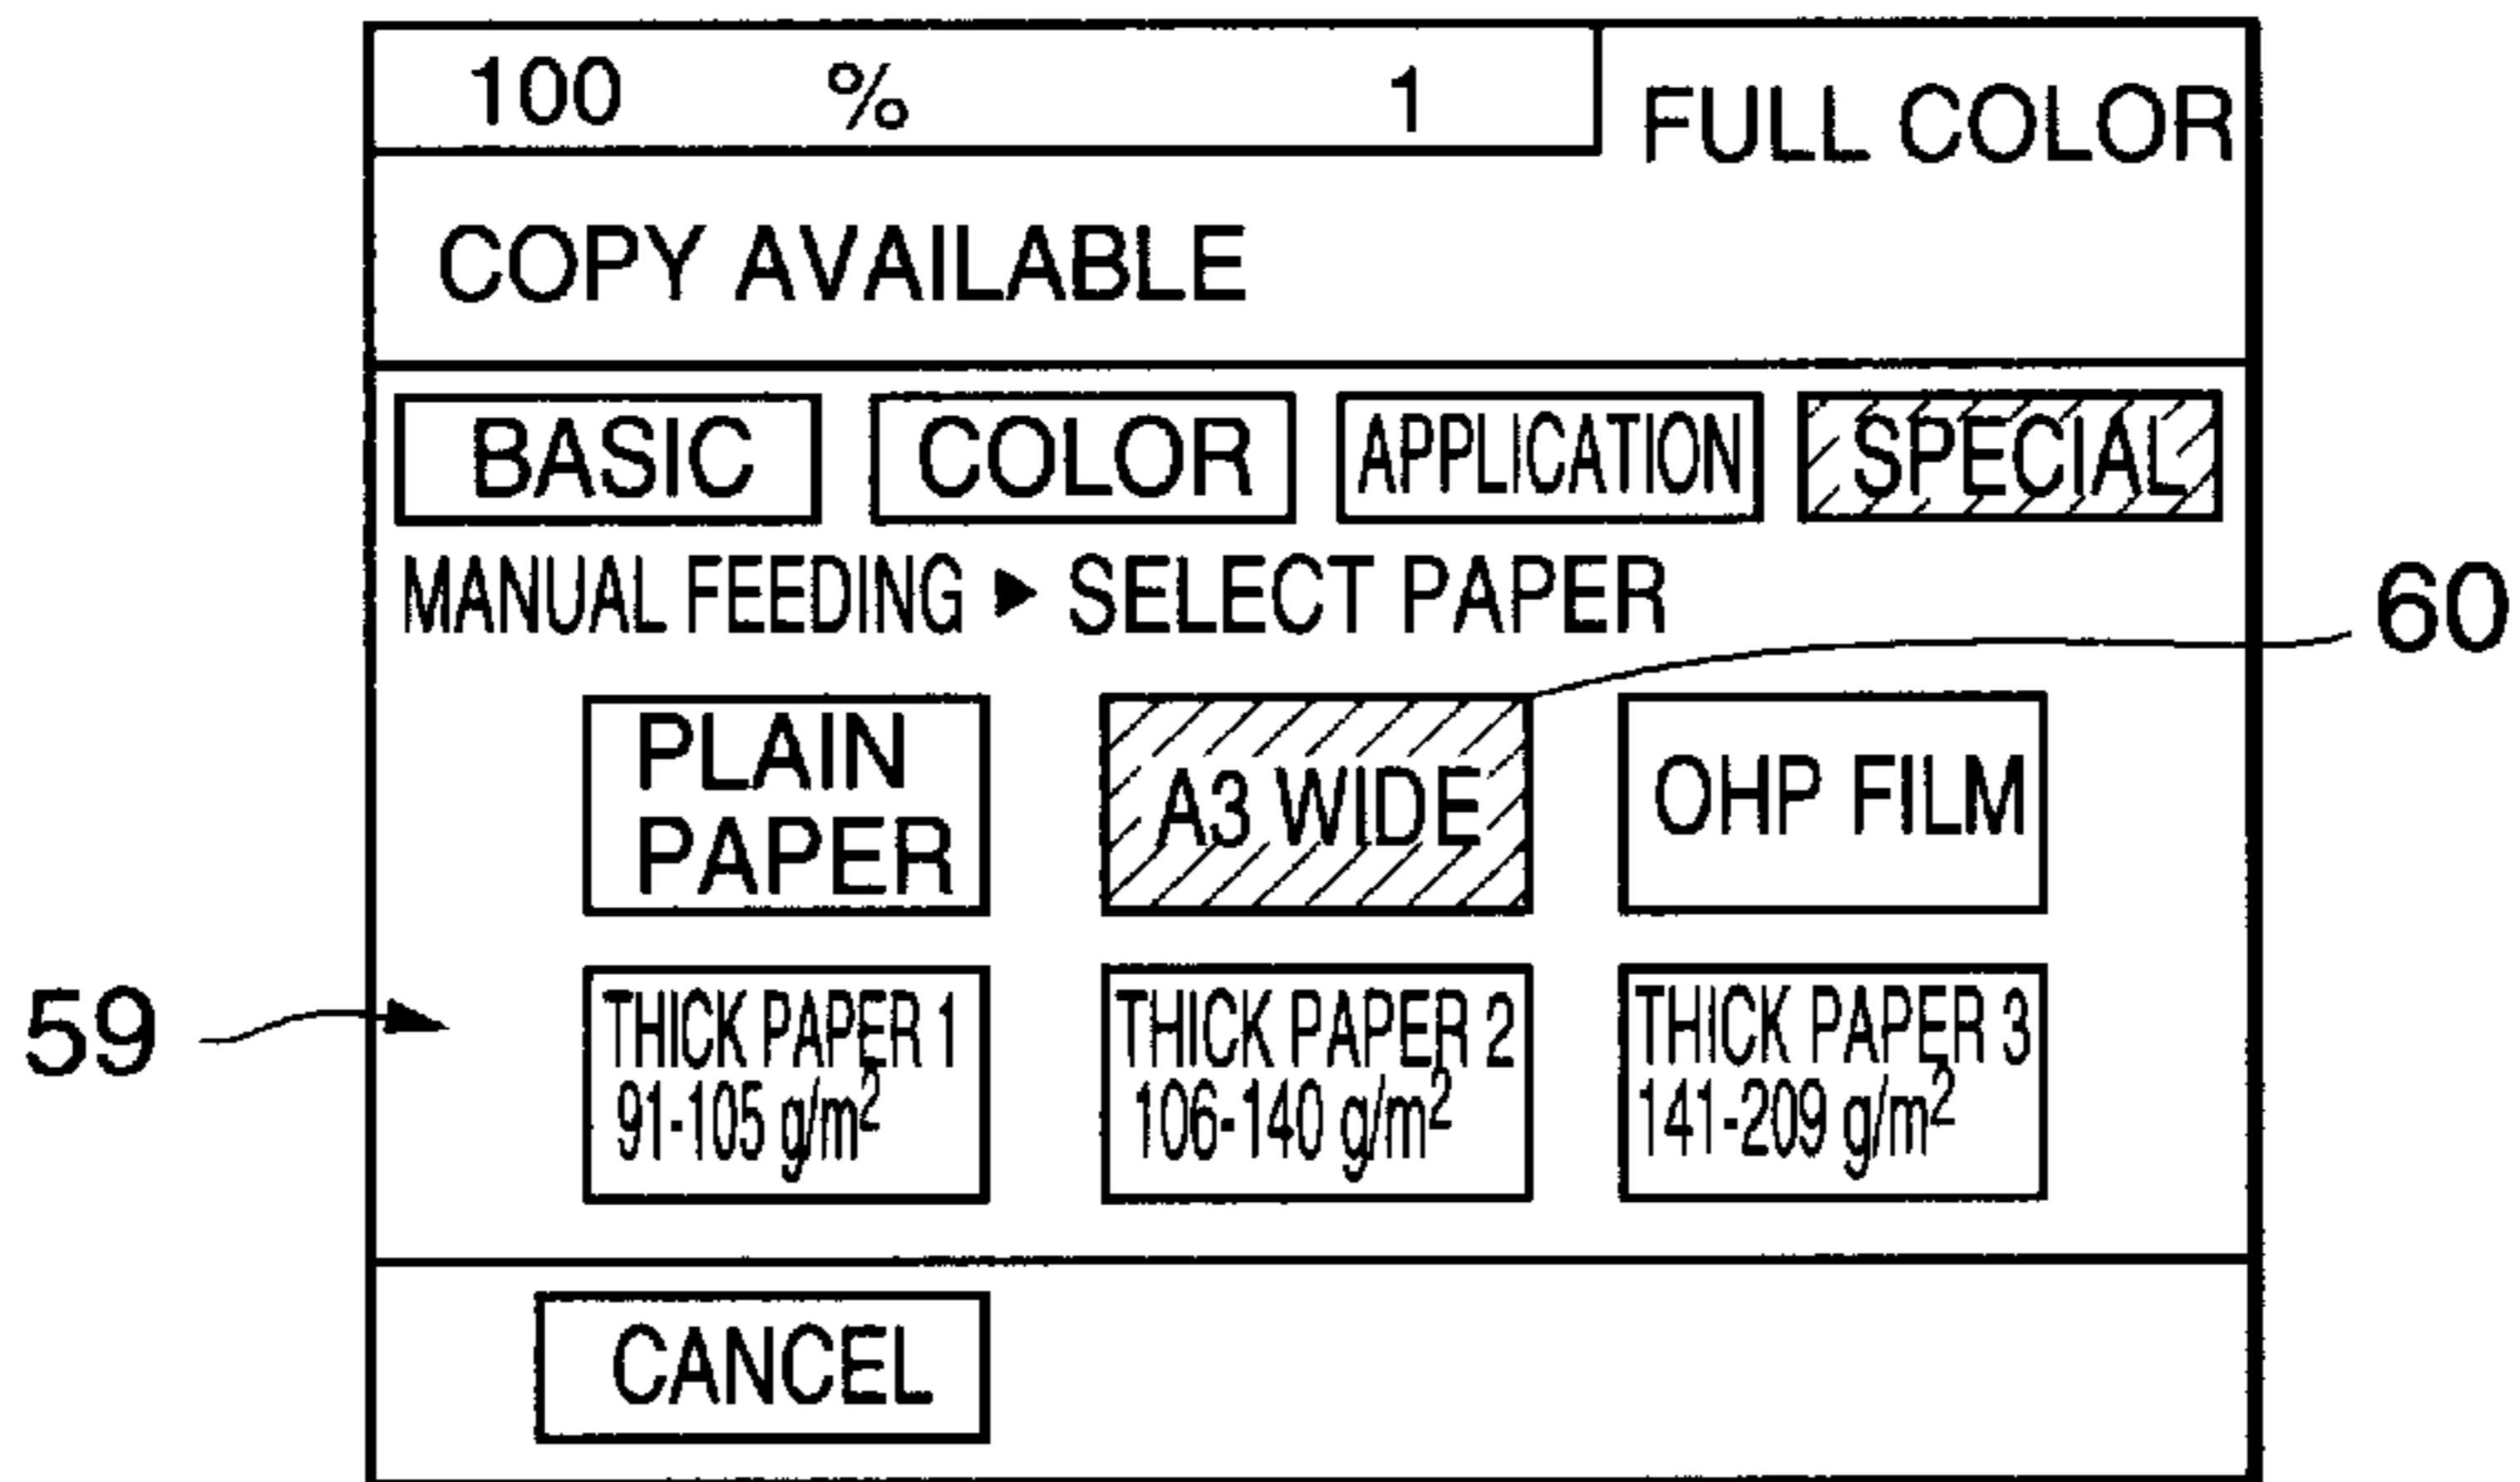 100 % 1 FULL COLOR
COPY AVAILABLE
BASIC COLOR APPLICATION SPECIAL
MANUAL FEEDING ► SELECT PAPER
60
PLAIN
PAPER
A3 WIDE
OHP FILM
59
THICK PAPER 1
91-105 g/m²
THICK PAPER 2
106-140 g/m²
THICK PAPER 3
141-209 g/m²
CANCEL